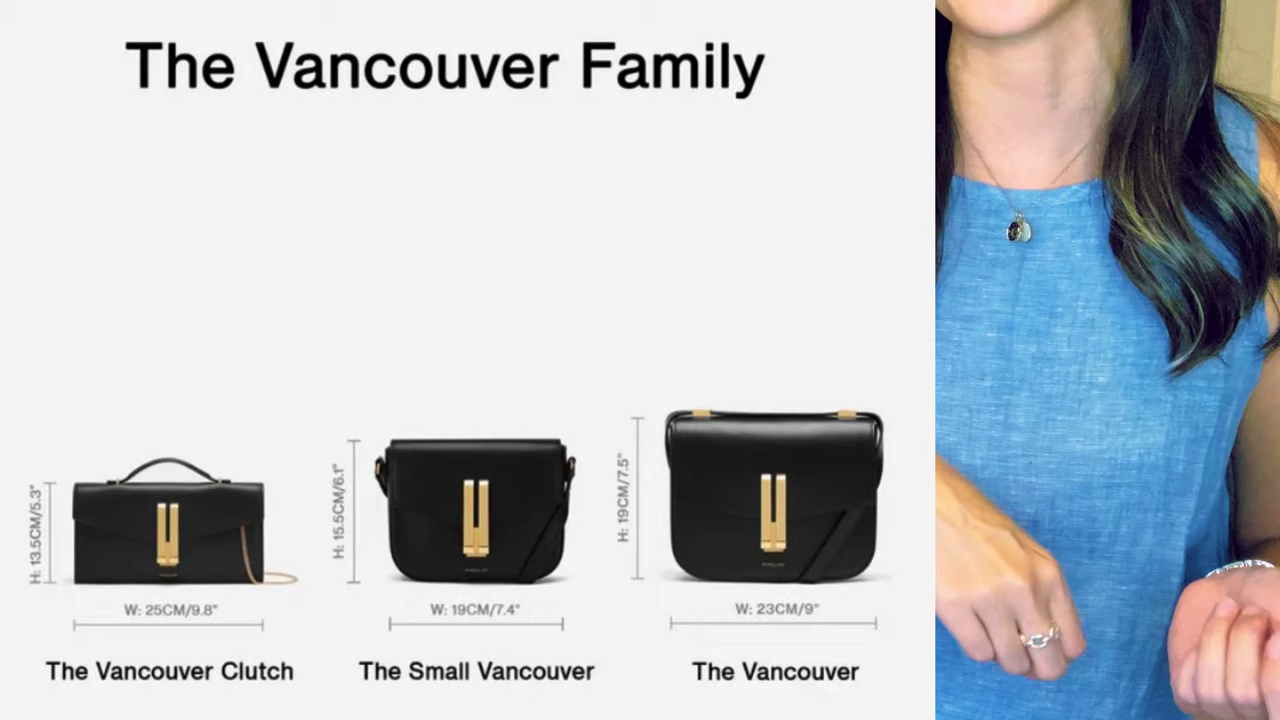 The Vancouver Family
H: 13.5CM/5.3"
W: 25CM/9.8"
The Vancouver Clutch
H: 15.5CM/6.1"
W: 19CM/7.4"
The Small Vancouver
H: 19CM/7.5"
W: 23CM/9"
The Vancouver